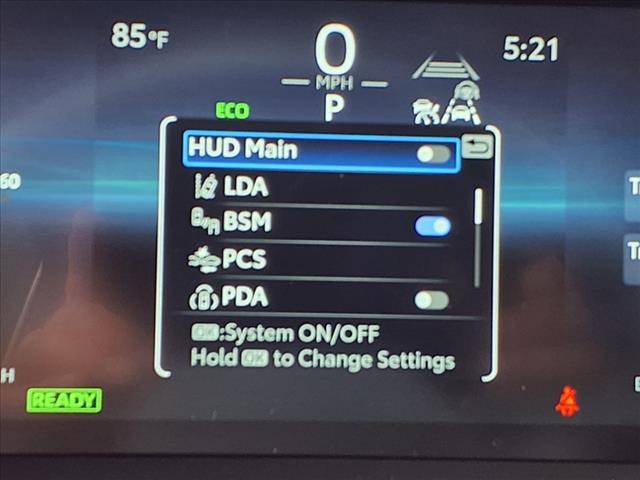 85°F
0
5:21
MPH
P
ECO
HUD Main
LDA
BSM
PCS
PDA
OK:System ON/OFF
Hold OK to Change Settings
60
T
Ti
H
READY
E